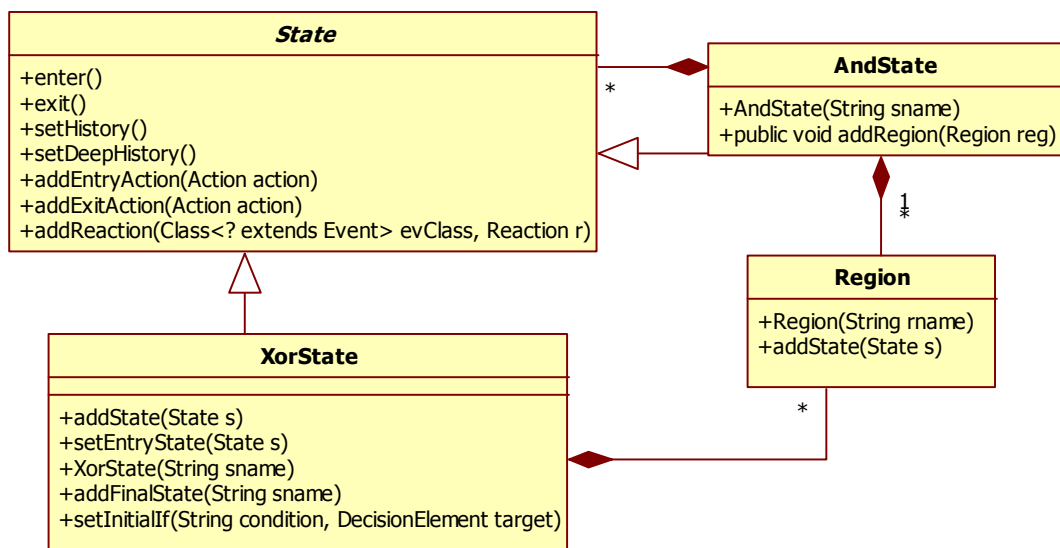 State
+enter()
+exit()
+setHistory()
+setDeepHistory()
+addEntryAction(Action action)
+addExitAction(Action action)
+addReaction(Class<? extends Event> evClass, Reaction r)
*
AndState
+AndState(String sname)
+public void addRegion(Region reg)
1
*
Region
+Region(String rname)
+addState(State s)
*
XorState
+addState(State s)
+setEntryState(State s)
+XorState(String sname)
+addFinalState(String sname)
+setInitialIf(String condition, DecisionElement target)